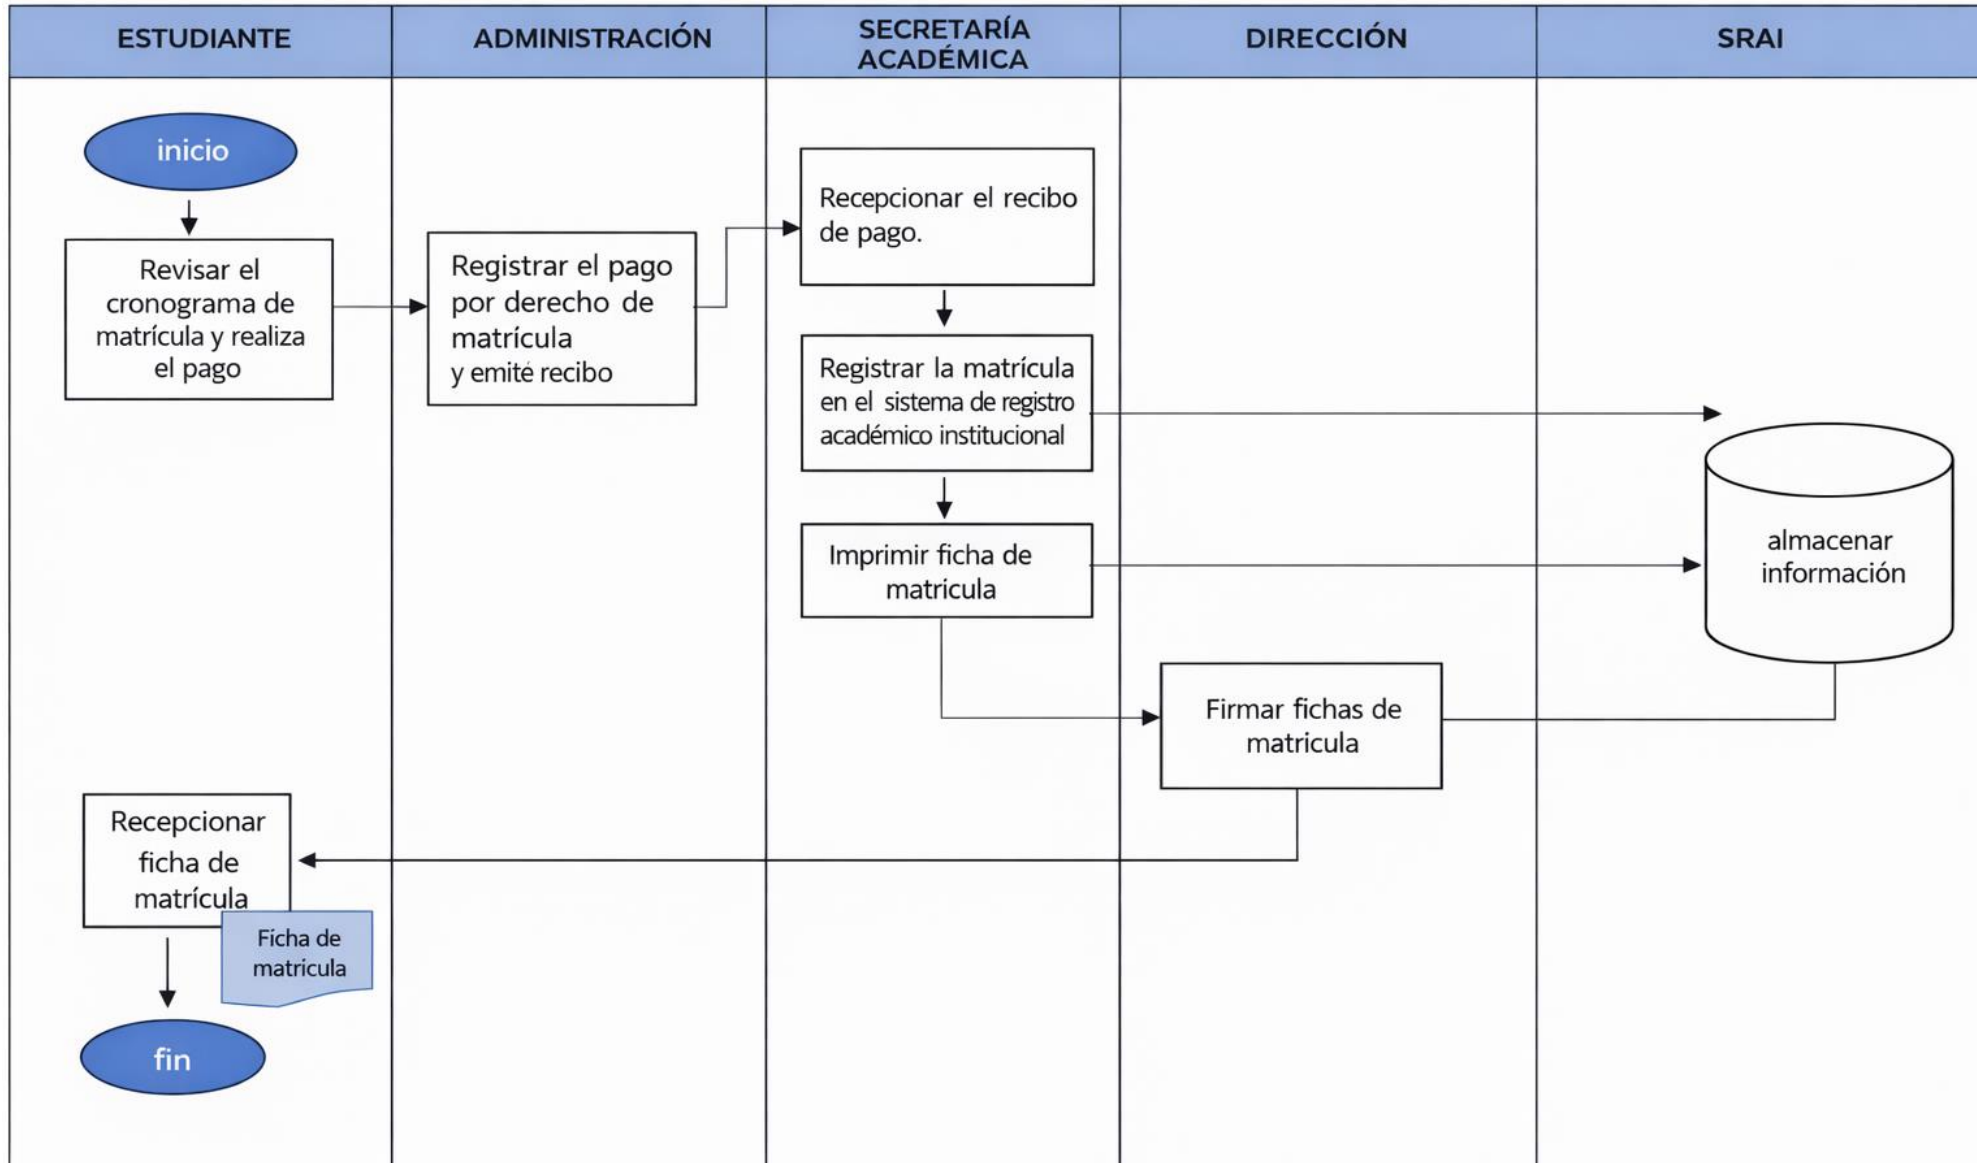 ESTUDIANTE
ADMINISTRACIÓN
SECRETARÍA
ACADÉMICA
DIRECCIÓN
SRAI
inicio
Revisar el
cronograma de
matrícula y realiza
el pago
Registrar el pago
por derecho de
matrícula
y emité recibo
Recepcionar el recibo
de pago.
Registrar la matrícula
en el sistema de registro
académico institucional
Imprimir ficha de
matricula
almacenar
información
Firmar fichas de
matricula
Recepcionar
ficha de
matrícula
Ficha de
matricula
fin